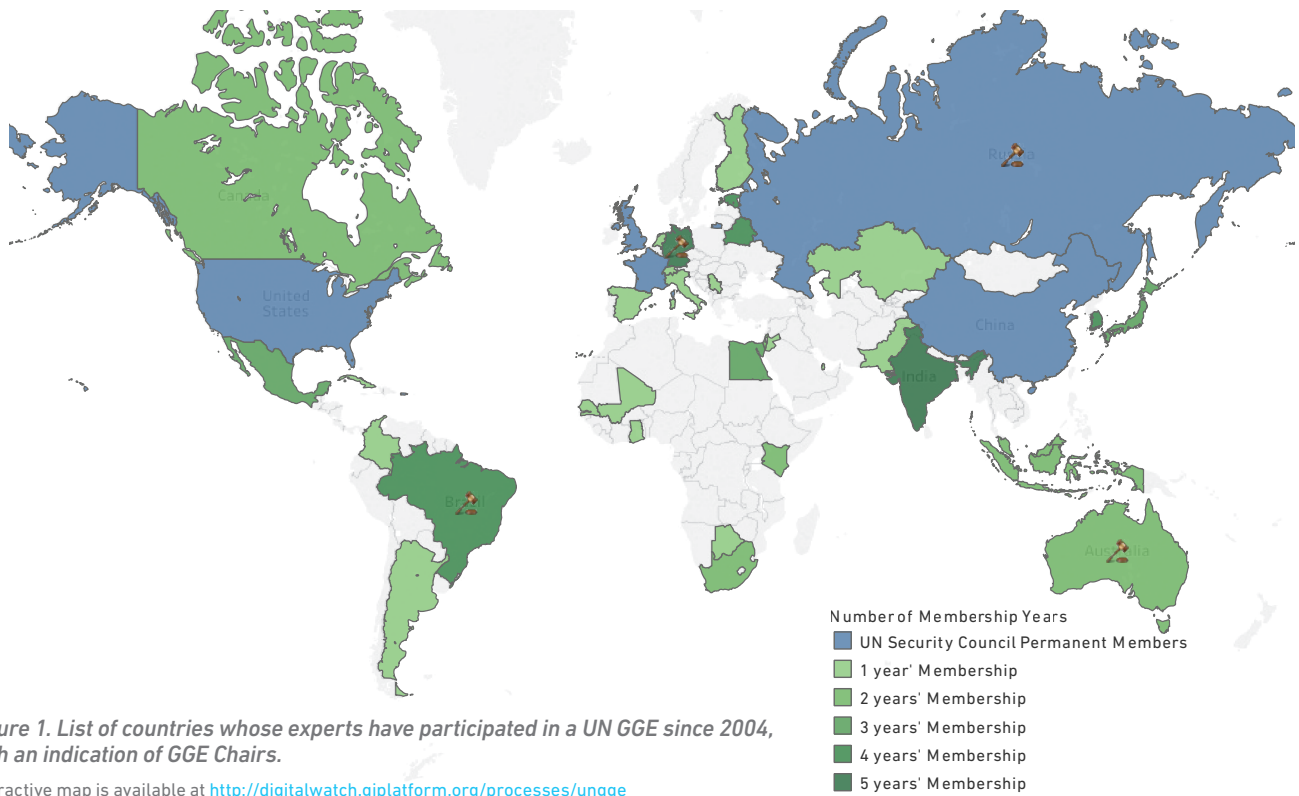 Canada
United
States
Russia
China
India
Brazil
Australia
Number of Membership Years
UN Security Council Permanent Members
1 year' Membership
2 years' Membership
3 years' Membership
4 years' Membership
5 years' Membership
ure 1. List of countries whose experts have participated in a UN GGE since 2004,
h an indication of GGE Chairs.
ractive map is available at http://digitalwatch.giplatform.org/processes/ungge